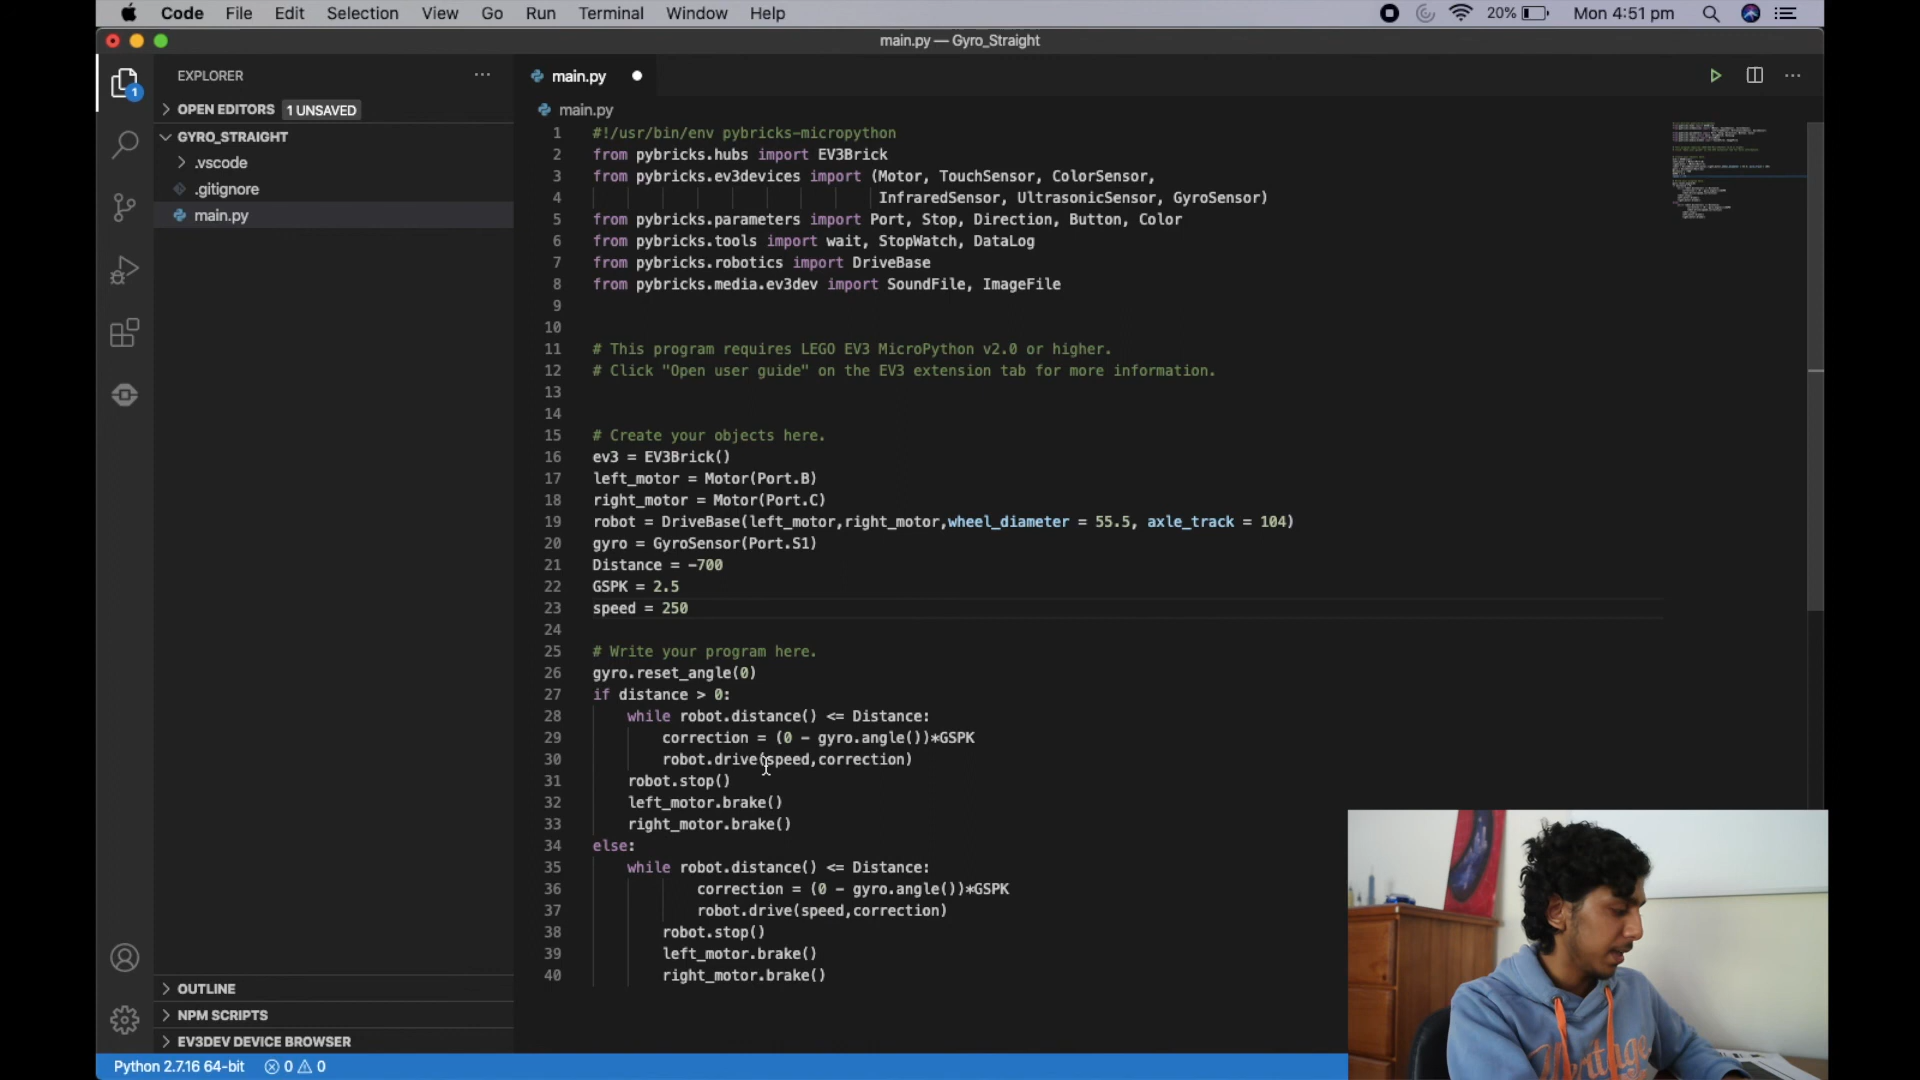 Code File Edit Selection View Go Run Terminal Window Help 20% Mon 4:51 pm
main.py — Gyro_Straight
EXPLORER
OPEN EDITORS 1 UNSAVED
GYRO_STRAIGHT
.vscode
.gitignore
main.py
1
main.py
main.py
1 #!/usr/bin/env pybricks-micropython
2 from pybricks.hubs import EV3Brick
3 from pybricks.ev3devices import (Motor, TouchSensor, ColorSensor,
4 InfraredSensor, UltrasonicSensor, GyroSensor)
5 from pybricks.parameters import Port, Stop, Direction, Button, Color
6 from pybricks.tools import wait, StopWatch, DataLog
7 from pybricks.robotics import DriveBase
8 from pybricks.media.ev3dev import SoundFile, ImageFile
9
10
11 # This program requires LEGO EV3 MicroPython v2.0 or higher.
12 # Click "Open user guide" on the EV3 extension tab for more information.
13
14
15 # Create your objects here.
16 ev3 = EV3Brick()
17 left_motor = Motor(Port.B)
18 right_motor = Motor(Port.C)
19 robot = DriveBase(left_motor,right_motor,wheel_diameter = 55.5, axle_track = 104)
20 gyro = GyroSensor(Port.S1)
21 Distance = -700
22 GSPK = 2.5
23 speed = 250
24
25 # Write your program here.
26 gyro.reset_angle(0)
27 if distance > 0:
28 while robot.distance() <= Distance:
29 correction = (0 - gyro.angle())*GSPK
30 robot.drive(speed,correction)
31 robot.stop()
32 left_motor.brake()
33 right_motor.brake()
34 else:
35 while robot.distance() <= Distance:
36 correction = (0 - gyro.angle())*GSPK
37 robot.drive(speed,correction)
38 robot.stop()
39 left_motor.brake()
40 right_motor.brake()
OUTLINE
NPM SCRIPTS
EV3DEV DEVICE BROWSER
Python 2.7.16 64-bit 0 0
Heritage